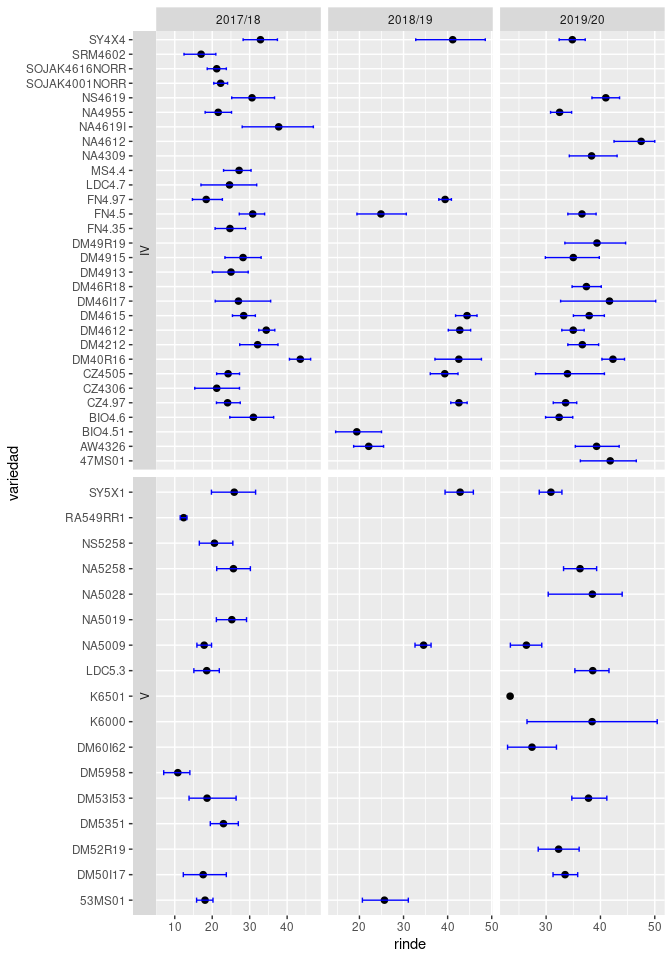 2017/18 2018/19 2019/20
SY4X4
SRM4602
SOJAK4616NORR
SOJAK4001NORR
NS4619
NA4955
NA4619I
NA4612
NA4309
MS4.4
LDC4.7
FN4.97
FN4.5
FN4.35
DM49R19
DM4915
DM4913
DM46R18
DM46I17
DM4615
DM4612
DM4212
DM40R16
CZ4505
CZ4306
CZ4.97
BIO4.6
BIO4.51
AW4326
47MS01
IV
SY5X1
RA549RR1
NS5258
NA5258
NA5028
NA5019
NA5009
LDC5.3
K6501
K6000
DM60I62
DM5958
DM53I53
DM5351
DM52R19
DM50I17
53MS01
V
variedad
10 20 30 40 20 30 40 50 30 40 50
rinde